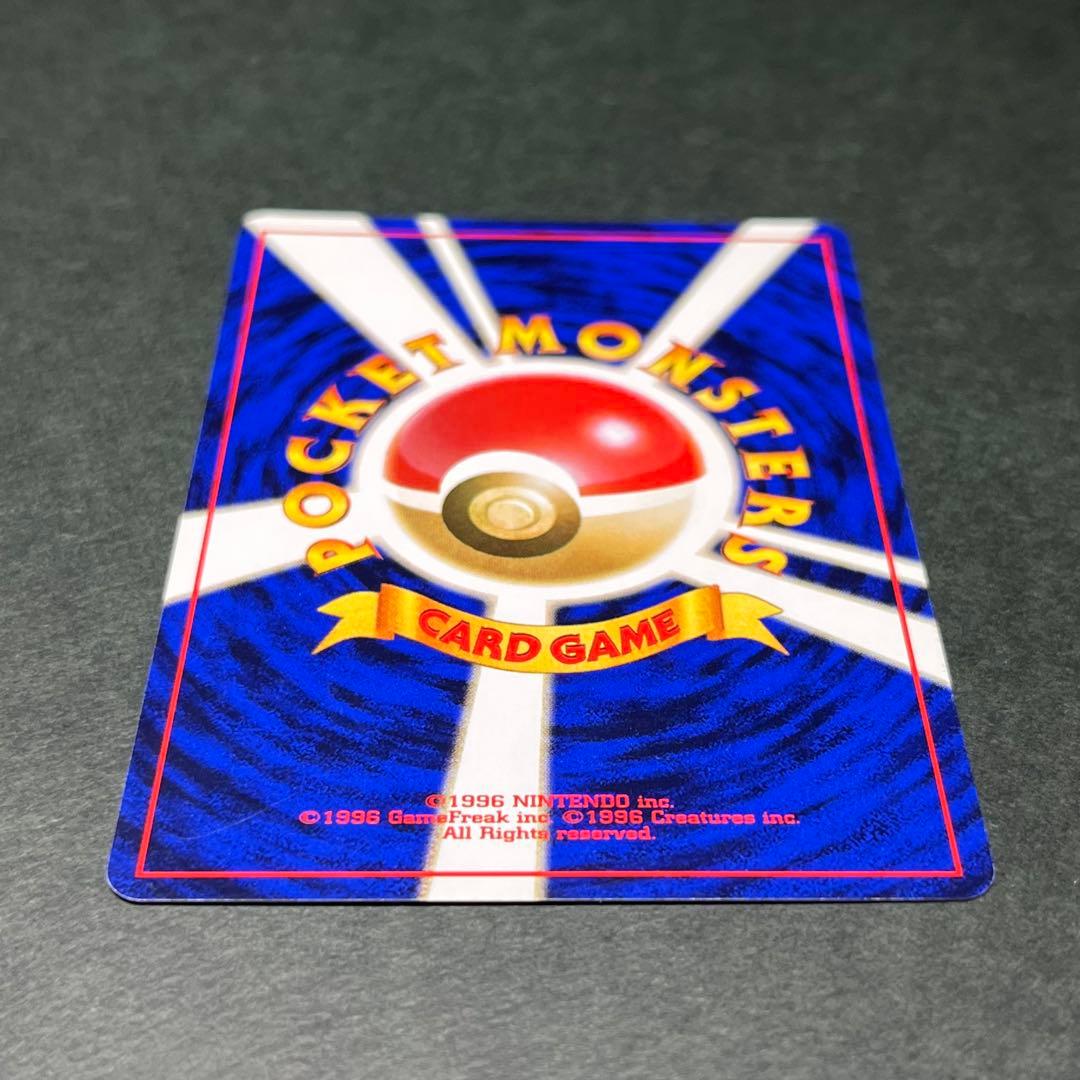 POCKET MONSTERS
CARD GAME
©1996 NINTENDO inc.
©1996 GameFreak inc. ©1996 Creatures inc.
All Rights reserved.